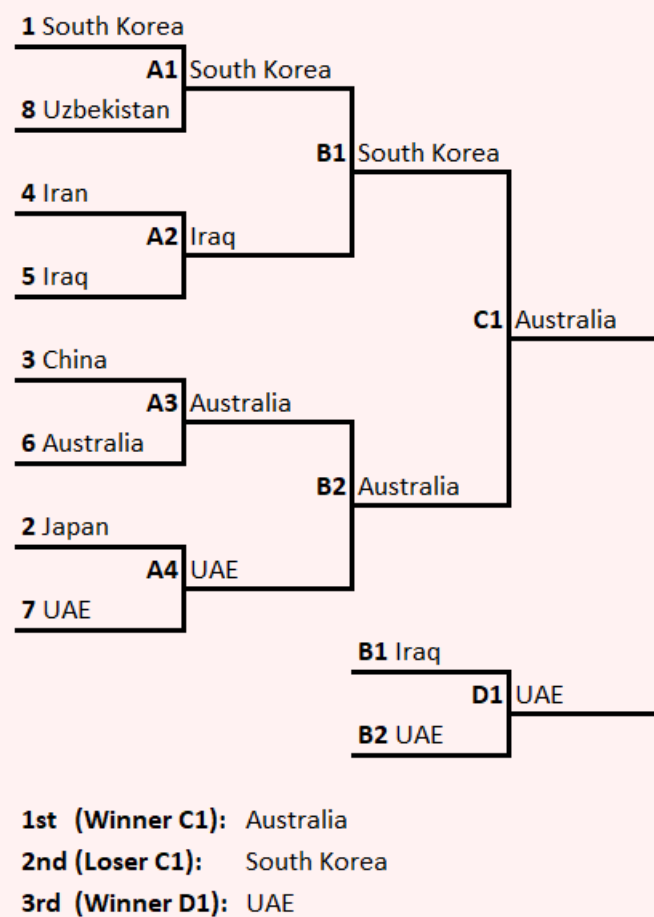 1 South Korea
A1 South Korea
8 Uzbekistan
B1 South Korea
4 Iran
A2 Iraq
5 Iraq
C1 Australia
3 China
A3 Australia
6 Australia
B2 Australia
2 Japan
A4 UAE
7 UAE
B1 Iraq
D1 UAE
B2 UAE
1st (Winner C1): Australia
2nd (Loser C1): South Korea
3rd (Winner D1): UAE